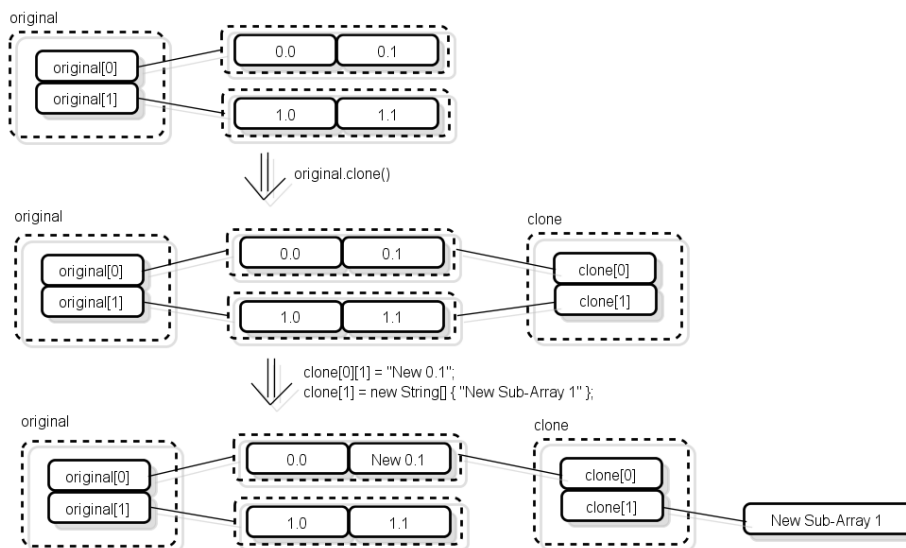 original
original[0]
0.0 0.1
original[1]
1.0 1.1
original.clone()
original
clone
original[0]
0.0 0.1
clone[0]
original[1]
1.0 1.1
clone[1]
clone[0][1] = "New 0.1";
clone[1] = new String[] { "New Sub-Array 1" };
original
clone
original[0]
0.0 New 0.1
clone[0]
original[1]
1.0 1.1
clone[1]
New Sub-Array 1